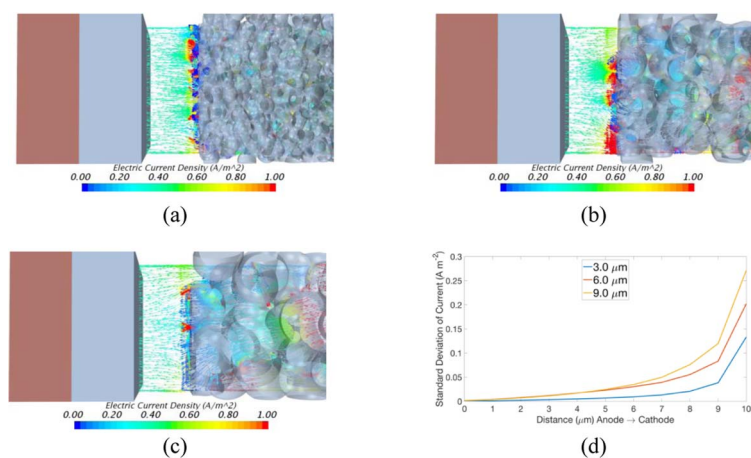 Electric Current Density (A/m^2)
0.00 0.20 0.40 0.60 0.80 1.00
(a)
Electric Current Density (A/m^2)
0.00 0.20 0.40 0.60 0.80 1.00
(b)
Electric Current Density (A/m^2)
0.00 0.20 0.40 0.60 0.80 1.00
(c)
Standard Deviation of Current (A m-2)
0.3
0.25
0.2
0.15
0.1
0.05
0
3.0 μm
6.0 μm
9.0 μm
0 1 2 3 4 5 6 7 8 9 10
Distance (μm) Anode → Cathode
(d)